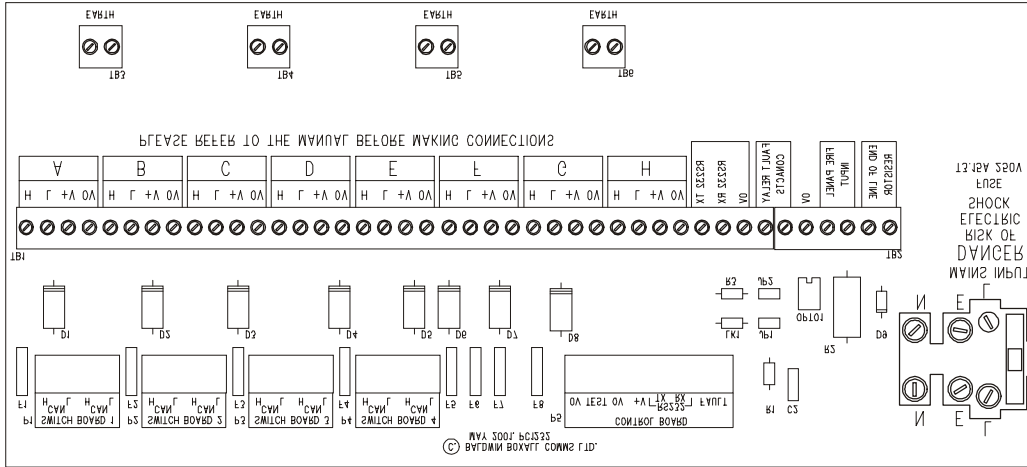 EARTH EARTH EARTH EARTH
TB3 TB4 TB5 TB6
PLEASE REFER TO THE MANUAL BEFORE MAKING CONNECTIONS
A B C D E F G H
H L +V 0V H L +V 0V H L +V 0V H L +V 0V H L +V 0V H L +V 0V H L +V 0V H L +V 0V
RS232 TX
RS232 RX
0V
FAULT RELAY
CONACTS
0V
FIRE PANEL
INPUT
END OF LINE
RESISTOR
TB1 TB2
MAINS INPUT
DANGER
RISK OF
ELECTRIC
SHOCK
FUSE
T3.15A 250V
N E L
D1 D2 D3 D4 D5 D6 D7 D8
R3 JP2
LK1 JP1
OPTO1
R2
D9
F1 F2 F3 F4 F5 F6 F7 F8
H CAN L H CAN L
P1 SWITCH BOARD 1
H CAN L H CAN L
P2 SWITCH BOARD 2
H CAN L H CAN L
P3 SWITCH BOARD 3
H CAN L H CAN L
P4 SWITCH BOARD 4
0V TEST 0V +V TX RX FAULT
RS232
P5 CONTROL BOARD
R1 C2
N E L
© BALDWIN BOXALL COMMS LTD.
MAY 2001. PC1232